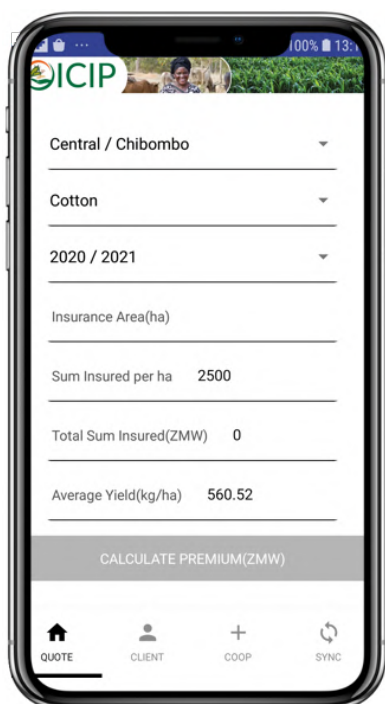 ... 100% 13:1
ICIP
Central / Chibombo
Cotton
2020 / 2021
Insurance Area(ha)
Sum Insured per ha 2500
Total Sum Insured(ZMW) 0
Average Yield(kg/ha) 560.52
CALCULATE PREMIUM(ZMW)
QUOTE CLIENT COOP SYNC